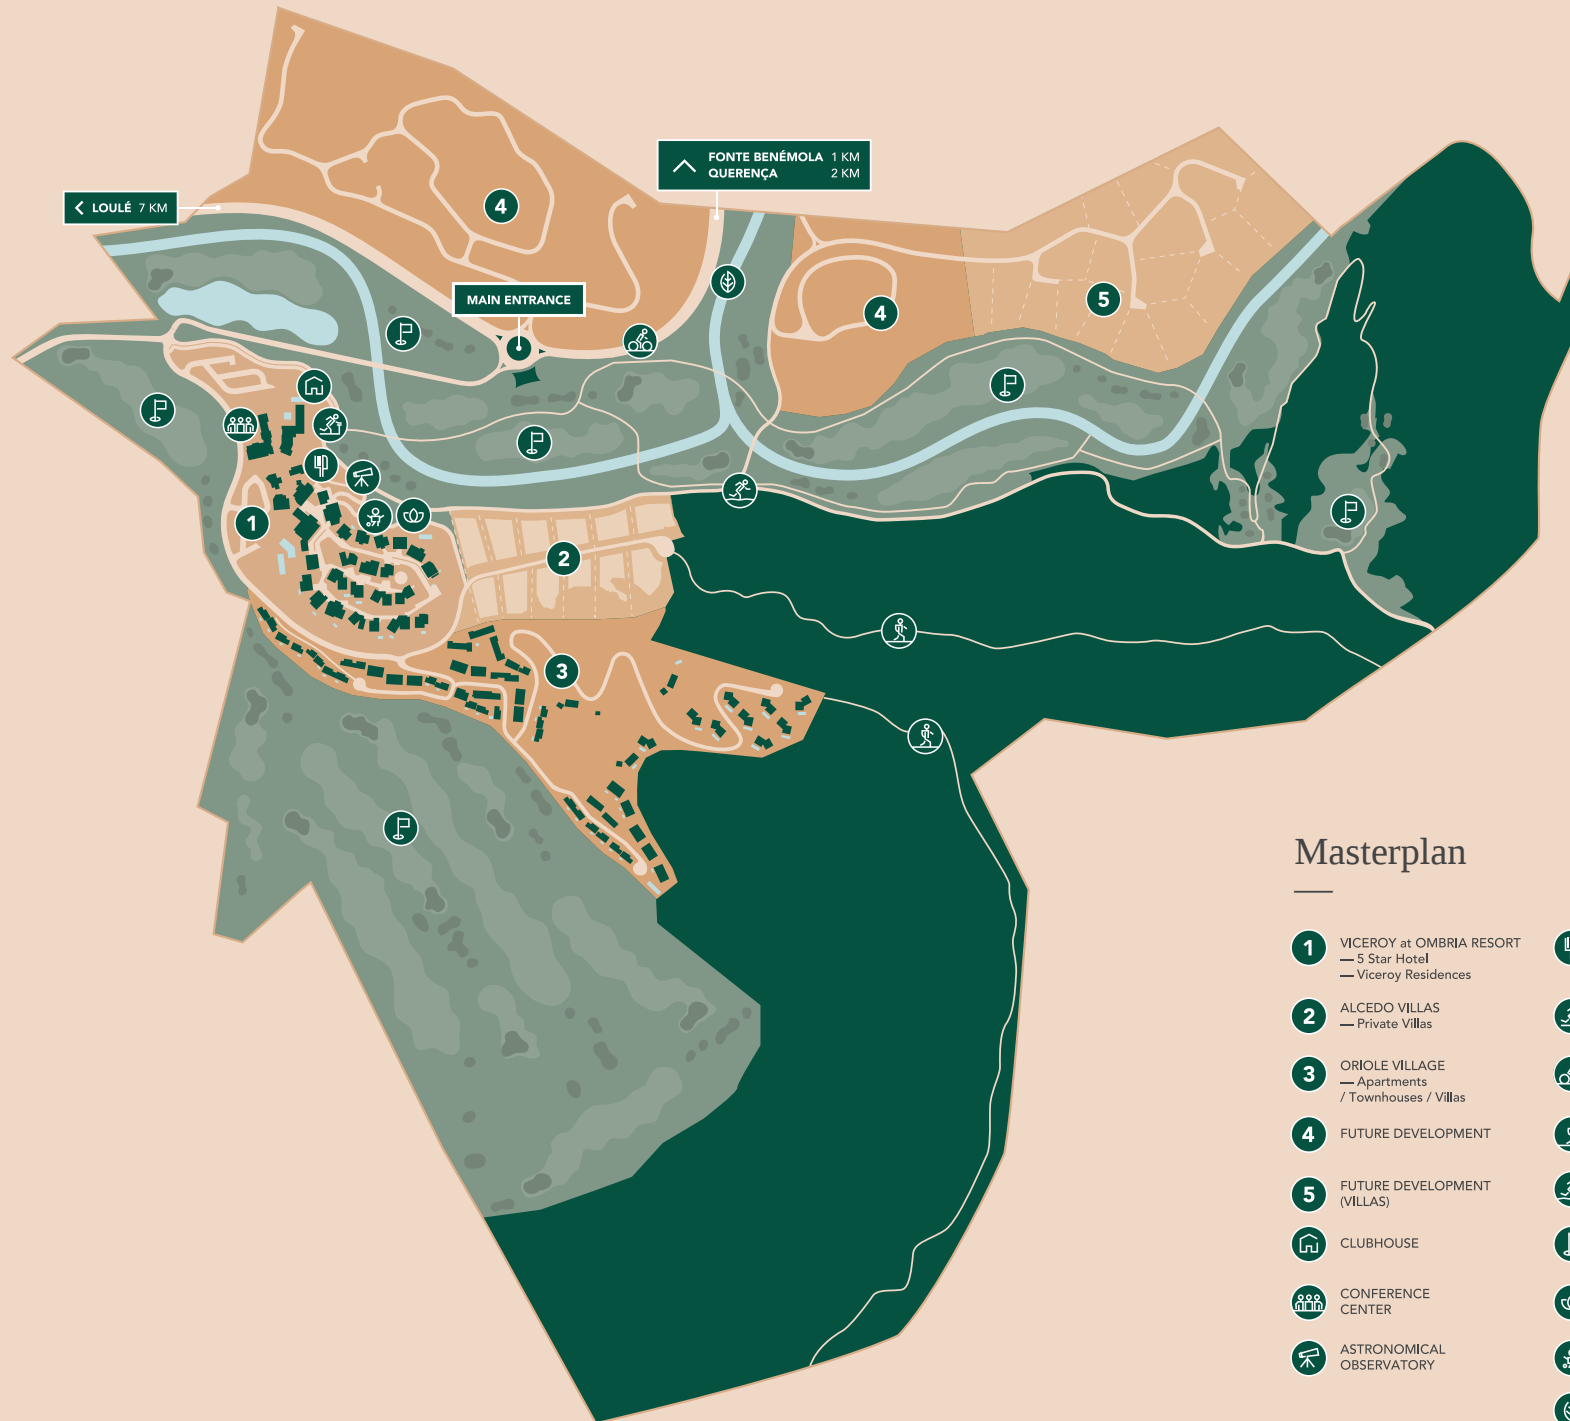 FONTE BENÉMOLA 1 KM
QUERENÇA 2 KM
LOULÉ 7 KM
4
MAIN ENTRANCE
4
5
1
2
3
Masterplan
1 VICEROY at OMBRIA RESORT
— 5 Star Hotel
— Viceroy Residences
2 ALCEDO VILLAS
— Private Villas
3 ORIOLE VILLAGE
— Apartments
/ Townhouses / Villas
4 FUTURE DEVELOPMENT
5 FUTURE DEVELOPMENT
(VILLAS)
CLUBHOUSE
CONFERENCE
CENTER
ASTRONOMICAL
OBSERVATORY